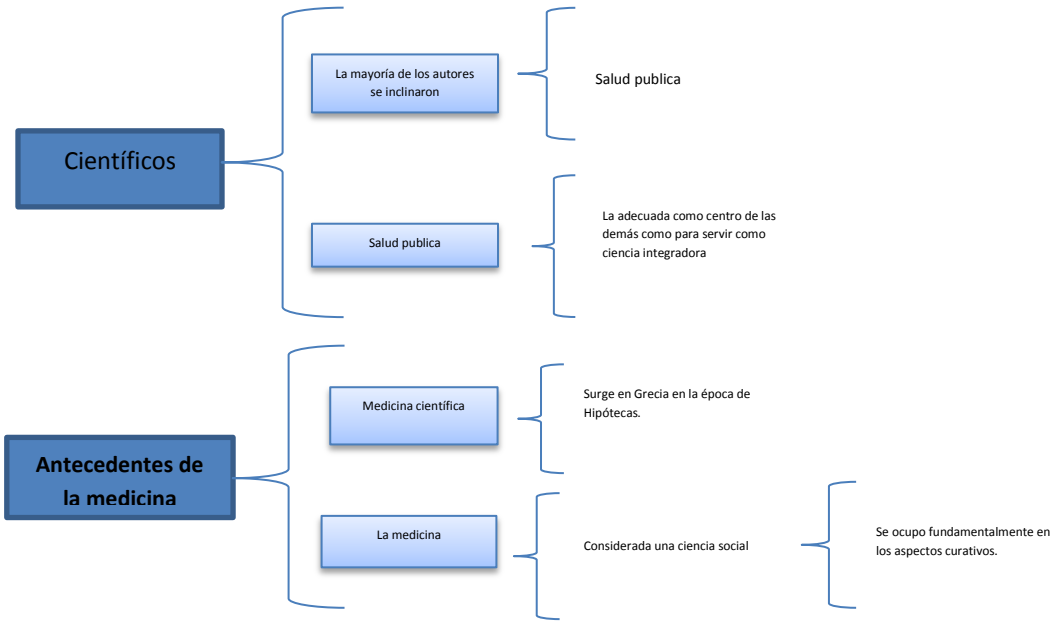 La mayoría de los autores
se inclinaron
Salud publica
Científicos
Salud publica
La adecuada como centro de las
demás como para servir como
ciencia integradora
Medicina científica
Surge en Grecia en la época de
Hipótecas.
Antecedentes de
la medicina
La medicina
Considerada una ciencia social
Se ocupo fundamentalmente en
los aspectos curativos.